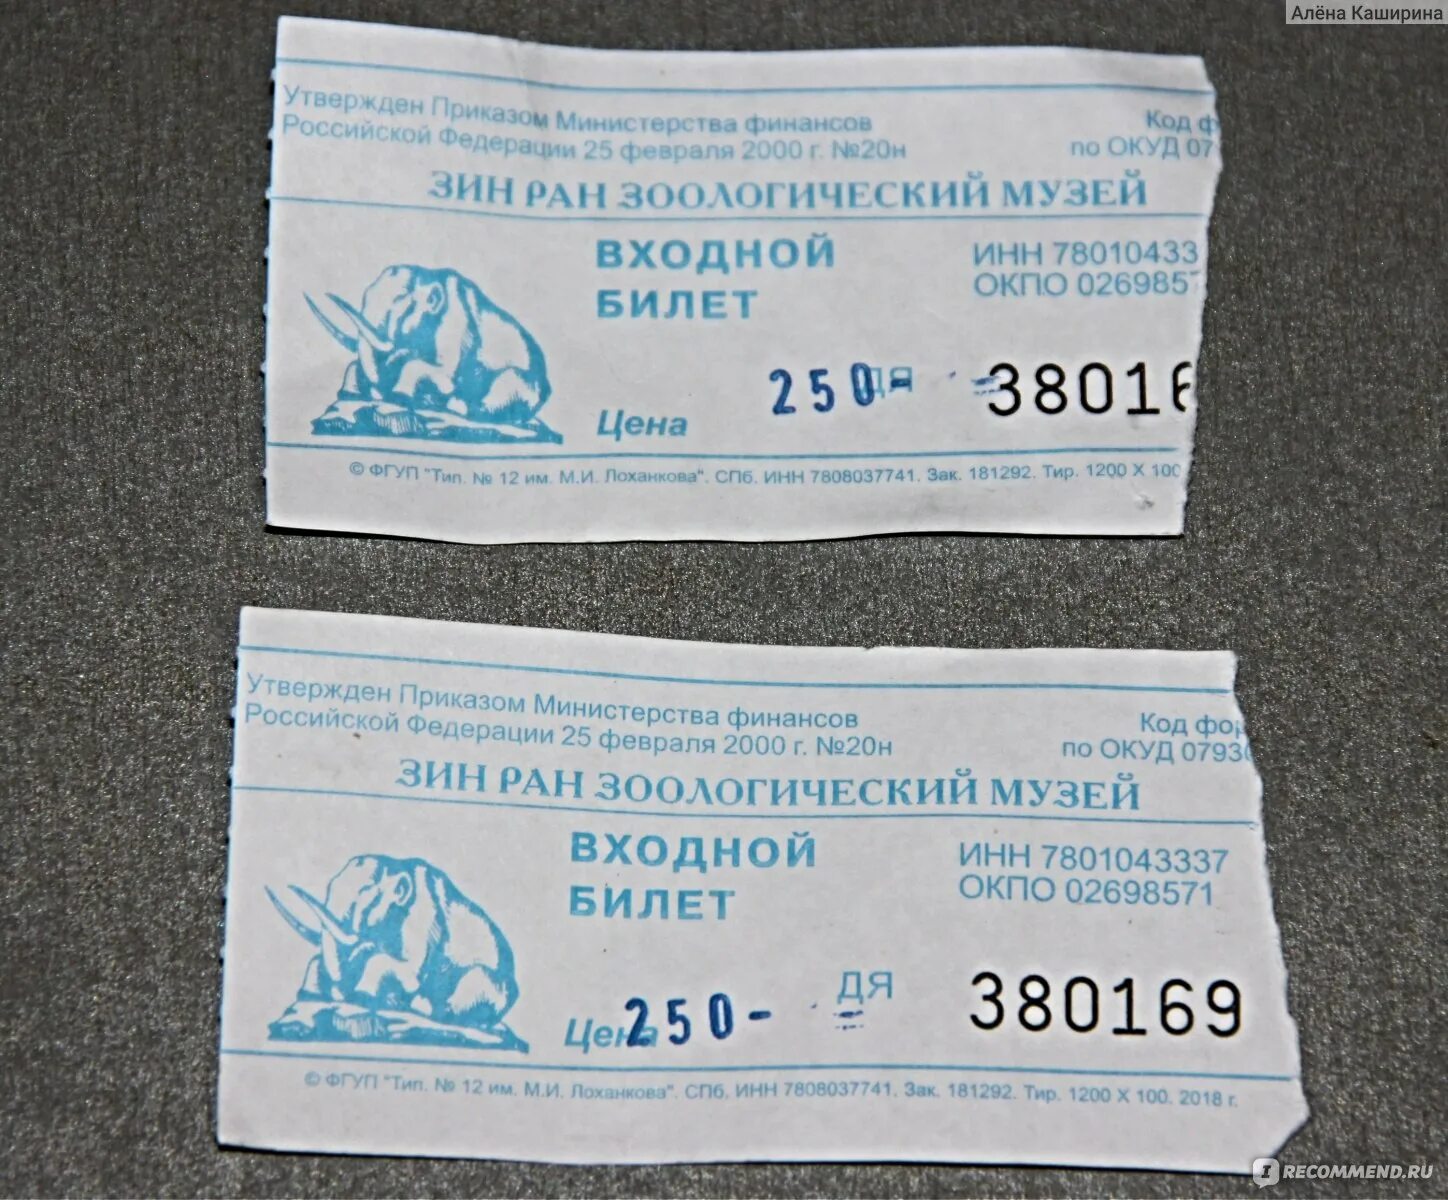 Алёна Каширина
Утвержден Приказом Министерства финансов
Российской Федерации 25 февраля 2000 г. №20н
Код ф
по ОКУД 07
ЗИН РАН ЗООЛОГИЧЕСКИЙ МУЗЕЙ
ВХОДНОЙ
БИЛЕТ
ИНН 780104333
ОКПО 0269857
Цена
250-
ДЯ
38016
© ФГУП "Тип. № 12 им. М.И. Лоханкова". СПб. ИНН 7808037741. Зак. 181292. Тир. 1200 X 100
Утвержден Приказом Министерства финансов
Российской Федерации 25 февраля 2000 г. №20н
Код фор
по ОКУД 0793
ЗИН РАН ЗООЛОГИЧЕСКИЙ МУЗЕЙ
ВХОДНОЙ
БИЛЕТ
ИНН 7801043337
ОКПО 02698571
Цена
250-
ДЯ
380169
© ФГУП "Тип. № 12 им. М.И. Лоханкова". СПб. ИНН 7808037741. Зак. 181292. Тир. 1200 X 100. 2018 г.
IRECOMMEND.RU